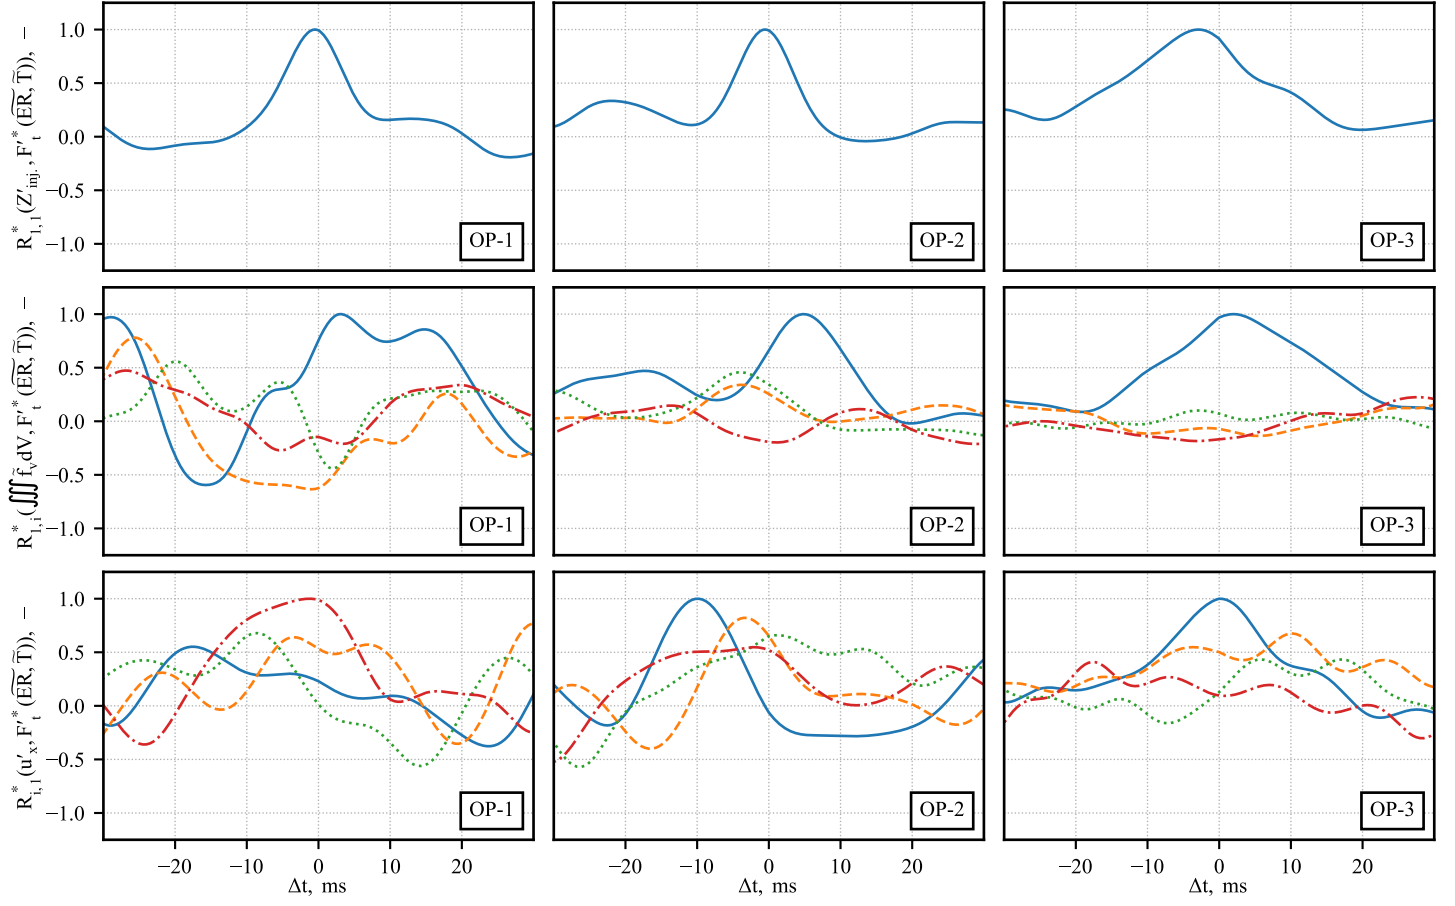 R*₁,₁(Z′inj., F′*ₜ(ER͂, T̃)), –
1.0
0.5
0.0
−0.5
−1.0
OP-1
OP-2
OP-3
R*₁,ᵢ(∭f̃ᵥdV, F′*ₜ(ER͂, T̃)), –
1.0
0.5
0.0
−0.5
−1.0
OP-1
OP-2
OP-3
R*ᵢ,₁(u′ₓ, F′*ₜ(ER͂, T̃)), –
1.0
0.5
0.0
−0.5
−1.0
OP-1
OP-2
OP-3
−20 −10 0 10 20
−20 −10 0 10 20
−20 −10 0 10 20
Δt, ms
Δt, ms
Δt, ms